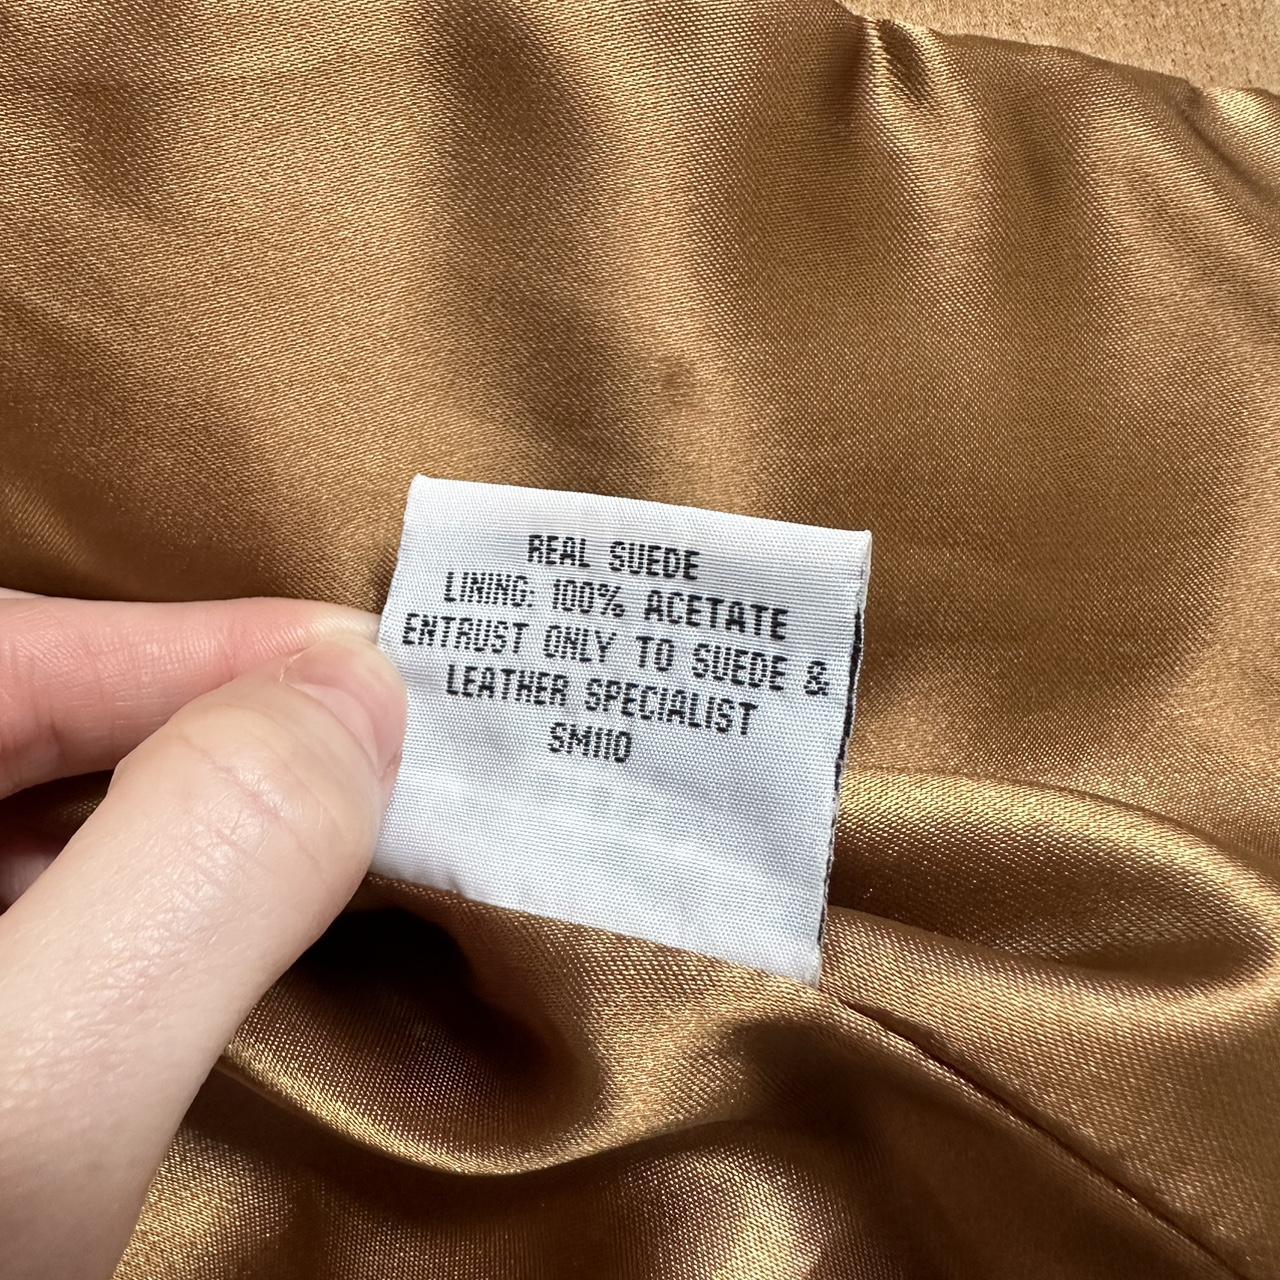 REAL SUEDE
LINING: 100% ACETATE
ENTRUST ONLY TO SUEDE &
LEATHER SPECIALIST
SM110